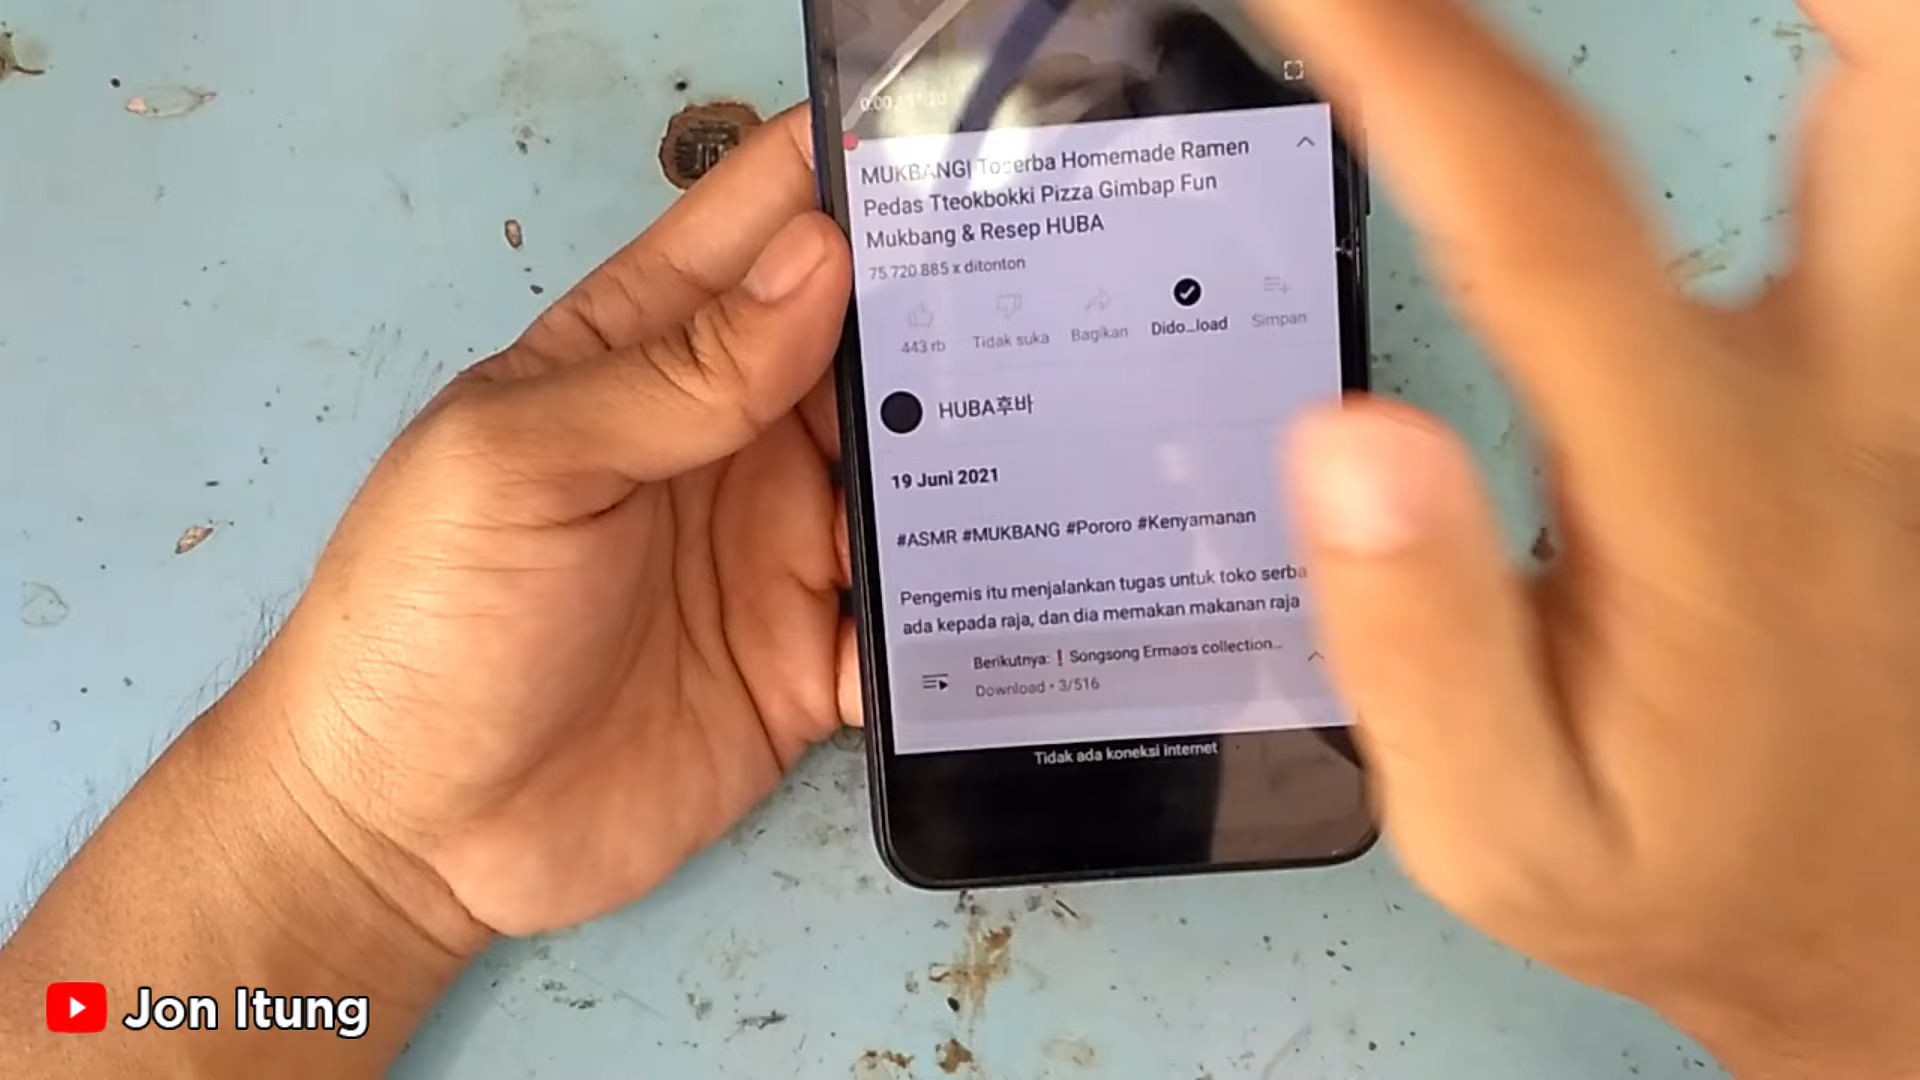 MUKBANG| Toserba Homemade Ramen
Pedas Tteokbokki Pizza Gimbap Fun
Mukbang & Resep HUBA
75.720.885 x ditonton
443 rb
Tidak suka
Bagikan
Dido...load
Simpan
HUBA후바
19 Juni 2021
#ASMR #MUKBANG #Pororo #Kenyamanan
Pengemis itu menjalankan tugas untuk toko serba
ada kepada raja, dan dia memakan makanan raja
Berikutnya: ❗ Songsong Ermao's collection...
Download • 3/516
Tidak ada koneksi internet
Jon Itung